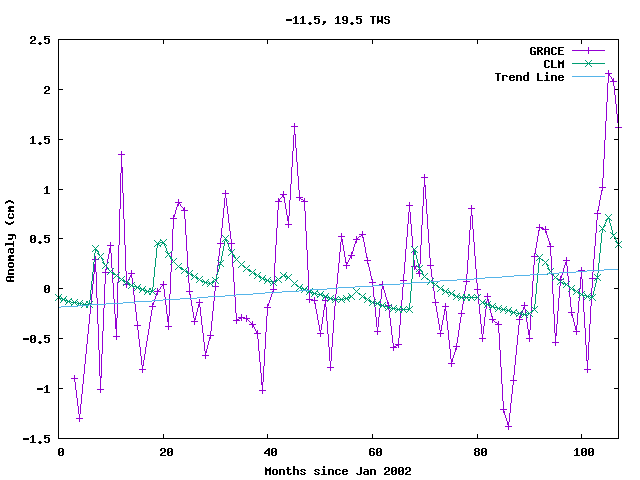 -11.5, 19.5 TWS
GRACE
CLM
Trend Line
2.5
2
1.5
1
0.5
0
-0.5
-1
-1.5
Anomaly (cm)
0 20 40 60 80 100
Months since Jan 2002